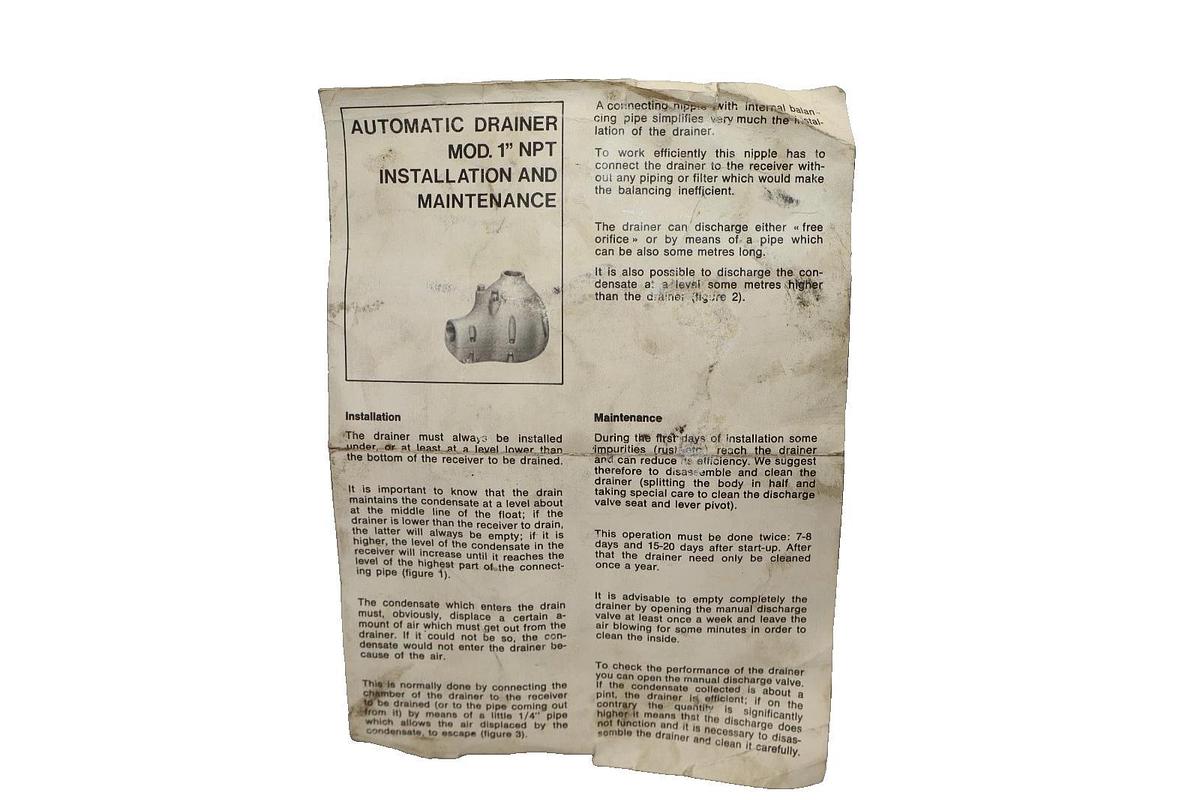 AUTOMATIC DRAINER
MOD. 1” NPT
INSTALLATION AND
MAINTENANCE
Installation
The drainer must always be installed
under, or at least at a level lower than
the bottom of the receiver to be drained.
It is important to know that the drain
maintains the condensate at a level about
at the middle line of the float; if the
drainer is lower than the receiver to drain,
the latter will always be empty; if it is
higher, the level of the condensate in the
receiver will increase until it reaches the
level of the highest part of the connect-
ing pipe (figure 1).
The condensate which enters the drain
must, obviously, displace a certain a-
mount of air which must get out from the
drainer. If it could not be so, the con-
densate would not enter the drainer be-
cause of the air.
This is normally done by connecting the
chamber of the drainer to the receiver
to be drained (or to the pipe coming out
from it) by means of a little 1/4” pipe
which allows the air displaced by the
condensate, to escape (figure 3).
A connecting nipple with internal balan-
cing pipe simplifies very much the instal-
lation of the drainer.
To work efficiently this nipple has to
connect the drainer to the receiver with-
out any piping or filter which would make
the balancing inefficient.
The drainer can discharge either «free
orifice» or by means of a pipe which
can be also some metres long.
It is also possible to discharge the con-
densate at a level some metres higher
than the drainer (figure 2).
Maintenance
During the first days of installation some
impurities (rust etc. reach the drainer
and can reduce its efficiency. We suggest
therefore to disassemble and clean the
drainer (splitting the body in half and
taking special care to clean the discharge
valve seat and lever pivot).
This operation must be done twice: 7-8
days and 15-20 days after start-up. After
that the drainer need only be cleaned
once a year.
It is advisable to empty completely the
drainer by opening the manual discharge
valve at least once a week and leave the
air blowing for some minutes in order to
clean the inside.
To check the performance of the drainer
you can open the manual discharge valve.
If the condensate collected is about a
pint, the drainer is efficient; if on the
contrary the quantity is significantly
higher it means that the discharge does
not function and it is necessary to disas-
semble the drainer and clean it carefully.